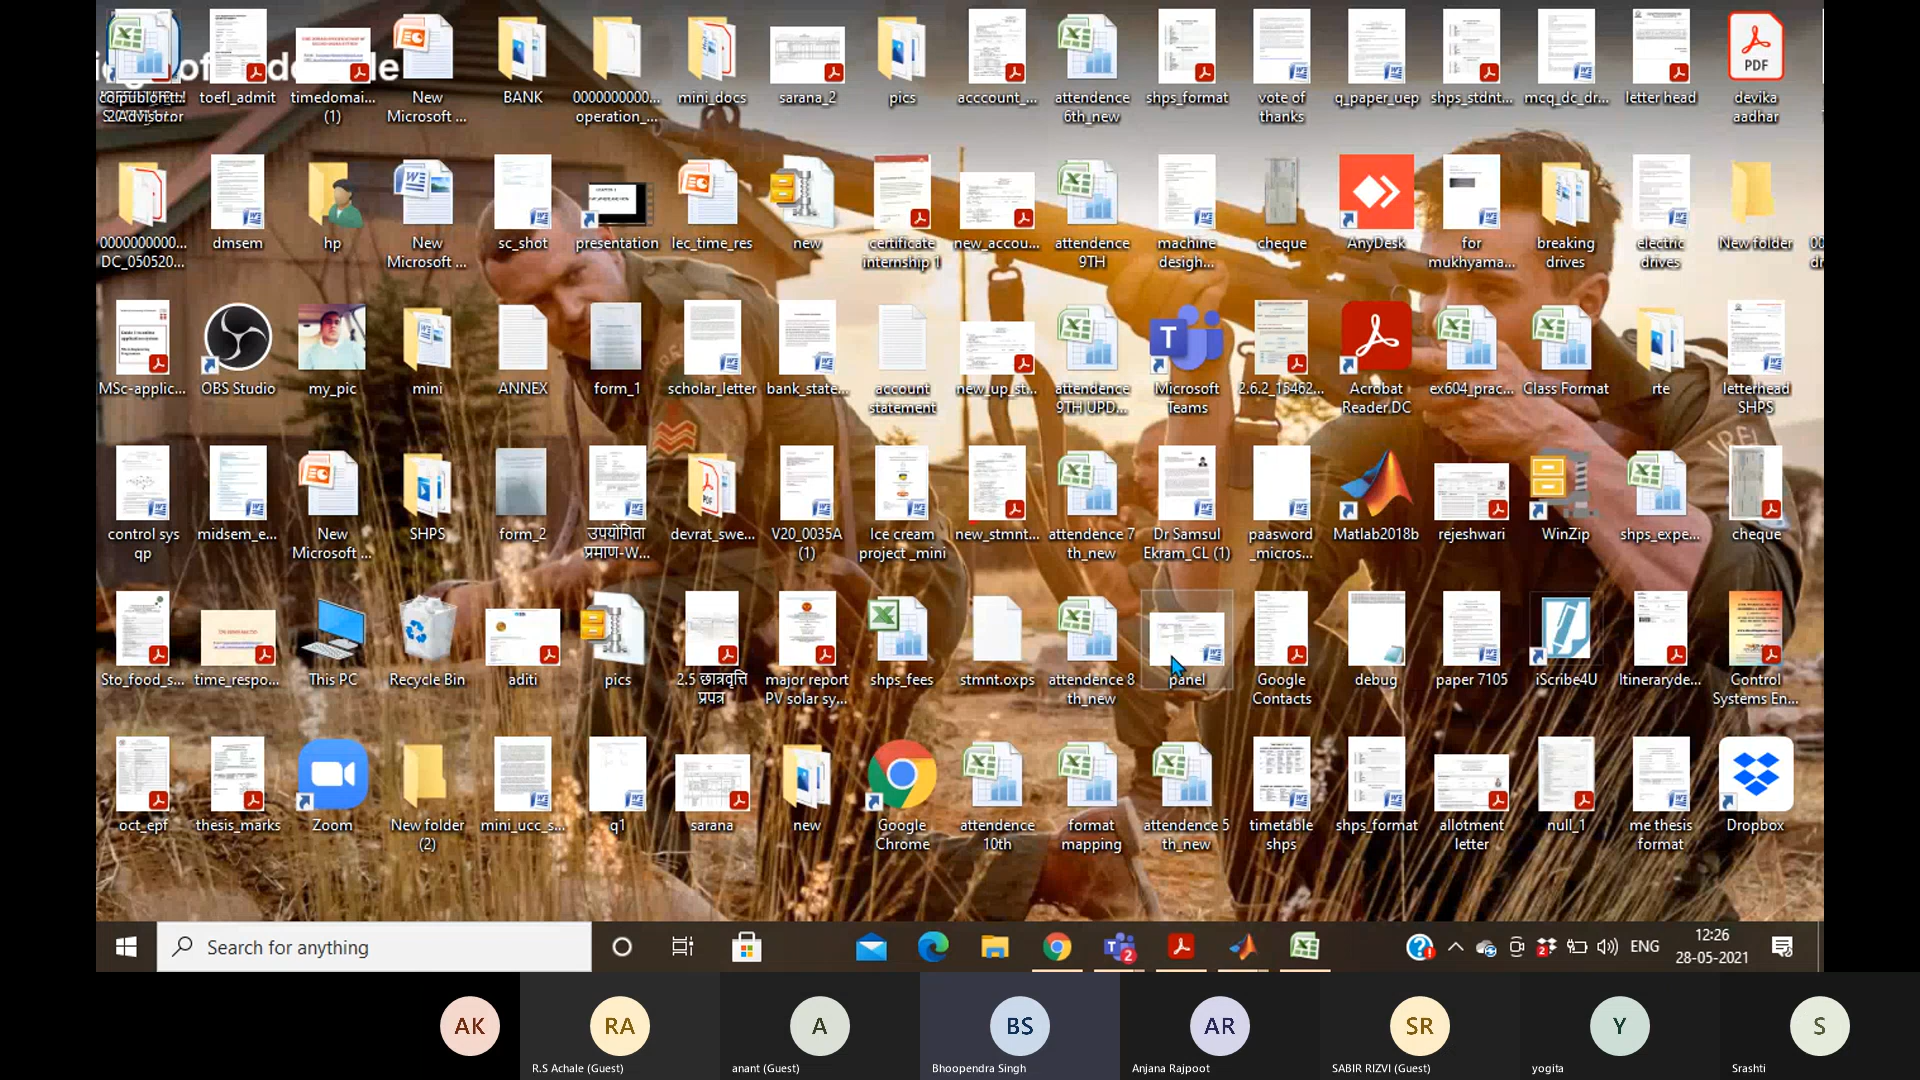 toefl_admit
timedomai...
(1)
New
Microsoft ...
BANK
0000000000...
operation_...
mini_docs
sarana_2
pics
acccount_...
attendence
6th_new
shps_format
vote of
thanks
q_paper_uep
shps_stdnt...
mcq_dc_dr...
letter head
PDF
devika
aadhar
0000000000...
DC_050520...
dmsem
hp
New
Microsoft ...
sc_shot
presentation
lec_time_res
new
certificate
internship 1
new_accou...
attendence
9TH
machine
desigh...
cheque
AnyDesk
for
mukhyama...
breaking
drives
electric
drives
New folder
MSc-applic...
OBS Studio
my_pic
mini
ANNEX
form_1
scholar_letter
bank_state...
account
statement
new_up_st...
attendence
9TH UPD...
Microsoft
Teams
2.6.2_15462...
Acrobat
Reader DC
ex604_prac...
Class Format
rte
letterhead
SHPS
control sys
qp
midsem_e...
New
Microsoft ...
SHPS
form_2
उपयोगिता
प्रमाण-W...
devrat_swe...
V20_0035A
(1)
Ice cream
project _mini
new_stmnt...
attendence 7
th_new
Dr Samsul
Ekram_CL (1)
paasword
_micros...
Matlab2018b
rejeshwari
WinZip
shps_expe...
cheque
Sto_food_s...
time_respo...
This PC
Recycle Bin
aditi
pics
2.5 छात्रवृत्ति
प्रपत्र
major report
PV solar sy...
shps_fees
stmnt.oxps
attendence 8
th_new
panel
Google
Contacts
debug
paper 7105
iScribe4U
Itineraryde...
Control
Systems En...
oct_epf
thesis_marks
Zoom
New folder
(2)
mini_ucc_s...
q1
sarana
new
Google
Chrome
attendence
10th
format
mapping
attendence 5
th_new
timetable
shps
shps_format
allotment
letter
null_1
me thesis
format
Dropbox
Search for anything
2
2
ENG
12:26
28-05-2021
AK
RA
A
BS
AR
SR
Y
S
R.S Achale (Guest)
anant (Guest)
Bhoopendra Singh
Anjana Rajpoot
SABIR RIZVI (Guest)
yogita
Srashti